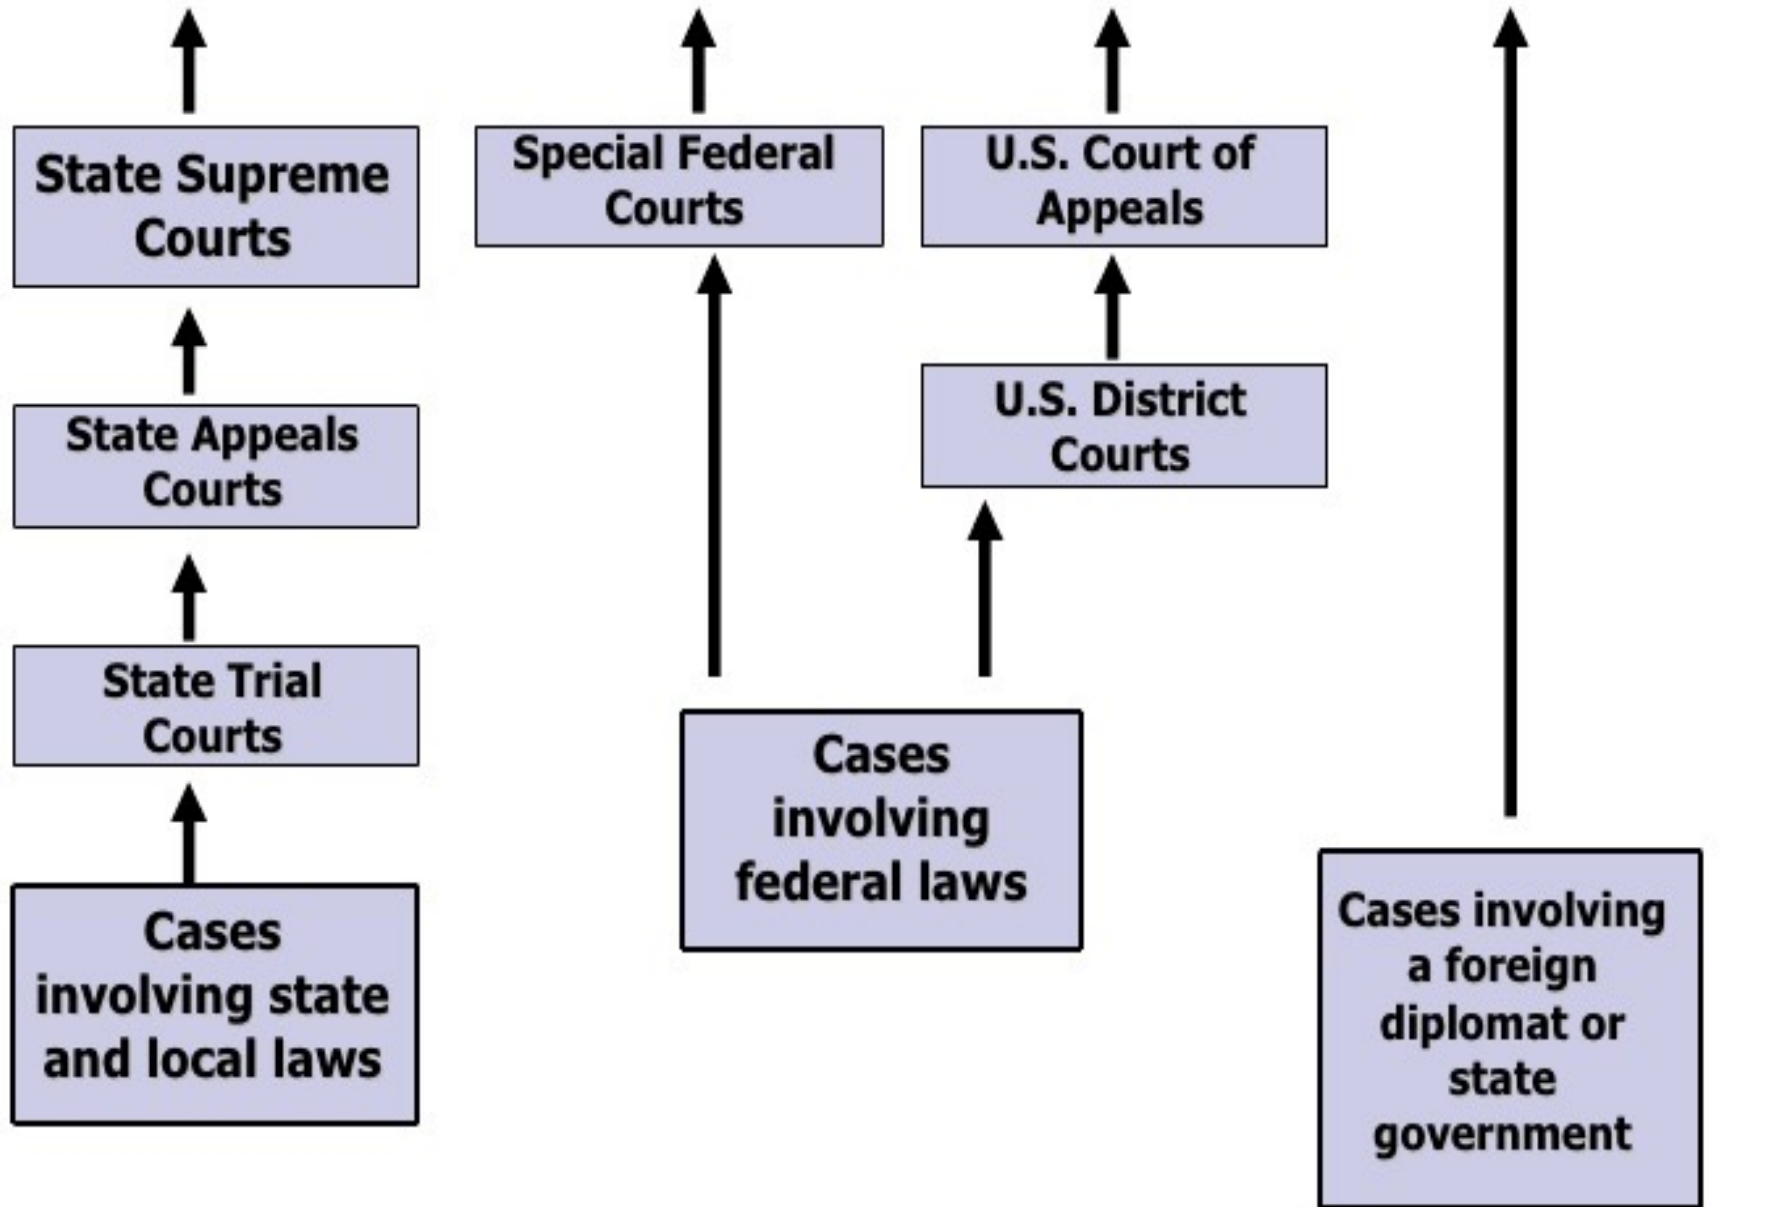 State Supreme
Courts
Special Federal
Courts
U.S. Court of
Appeals
State Appeals
Courts
U.S. District
Courts
State Trial
Courts
Cases
involving
federal laws
Cases
involving state
and local laws
Cases involving
a foreign
diplomat or
state
government